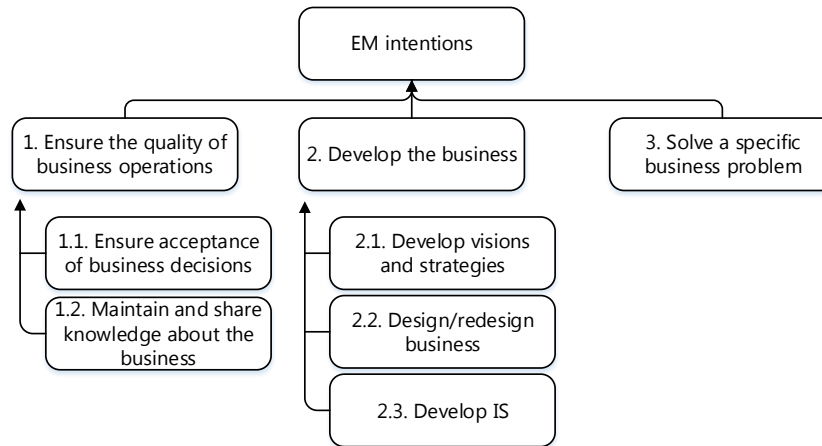 EM intentions
1. Ensure the quality of
business operations
2. Develop the business
3. Solve a specific
business problem
1.1. Ensure acceptance
of business decisions
1.2. Maintain and share
knowledge about the
business
2.1. Develop visions
and strategies
2.2. Design/redesign
business
2.3. Develop IS